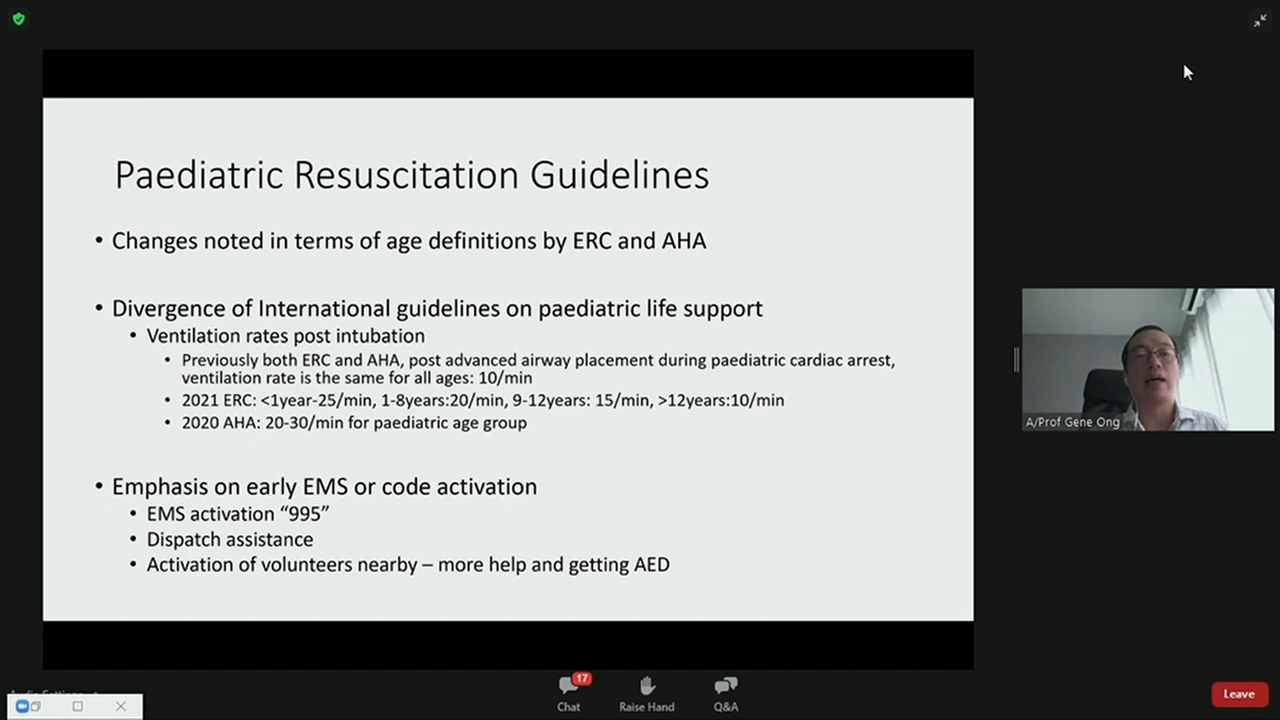 Paediatric Resuscitation Guidelines
• Changes noted in terms of age definitions by ERC and AHA
• Divergence of International guidelines on paediatric life support
• Ventilation rates post intubation
• Previously both ERC and AHA, post advanced airway placement during paediatric cardiac arrest,
ventilation rate is the same for all ages: 10/min
• 2021 ERC: <1year-25/min, 1-8years:20/min, 9-12years: 15/min, >12years:10/min
• 2020 AHA: 20-30/min for paediatric age group
• Emphasis on early EMS or code activation
• EMS activation “995”
• Dispatch assistance
• Activation of volunteers nearby – more help and getting AED
A/Prof Gene Ong
17
Chat
Raise Hand
Q&A
Leave